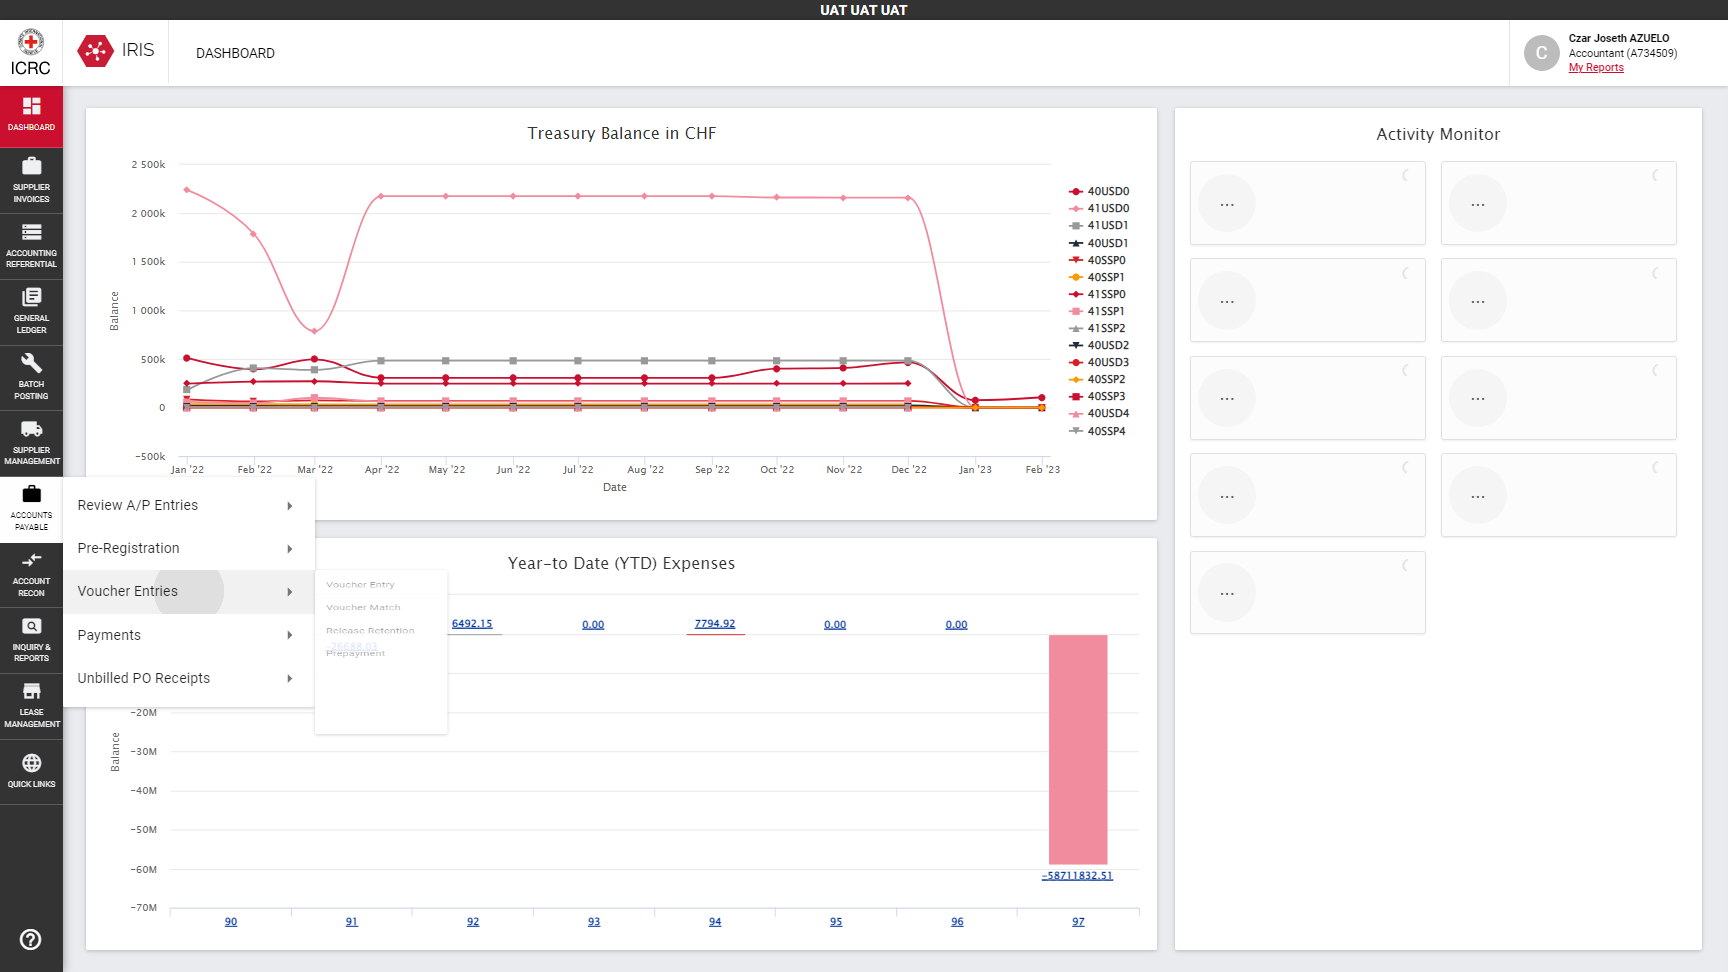 UAT UAT UAT
ICRC
IRIS
DASHBOARD
C
Czar Joseth AZUELO
Accountant (A734509)
My Reports
DASHBOARD
SUPPLIER
INVOICES
ACCOUNTING
REFERENTIAL
GENERAL
LEDGER
BATCH
POSTING
SUPPLIER
MANAGEMENT
ACCOUNTS
PAYABLE
ACCOUNT
RECON
INQUIRY &
REPORTS
LEASE
MANAGEMENT
QUICK LINKS
Treasury Balance in CHF
2 500k
2 000k
1 500k
1 000k
500k
0
−500k
Balance
Jan '22
Feb '22
Mar '22
Apr '22
May '22
Jun '22
Jul '22
Aug '22
Sep '22
Oct '22
Nov '22
Dec '22
Jan '23
Feb '23
Date
40USD0
41USD0
41USD1
40USD1
40SSP0
40SSP1
41SSP0
41SSP1
41SSP2
40USD2
40USD3
40SSP2
40SSP3
40USD4
40SSP4
Review A/P Entries
Pre-Registration
Voucher Entries
Payments
Unbilled PO Receipts
Voucher Entry
Voucher Match
Release Retention
Prepayment
Year-to Date (YTD) Expenses
−26688.03
6492.15
0.00
7794.92
0.00
0.00
−58711832.51
−20M
−30M
−40M
−50M
−60M
−70M
Balance
90
91
92
93
94
95
96
97
Activity Monitor
...
...
...
...
...
...
...
...
...